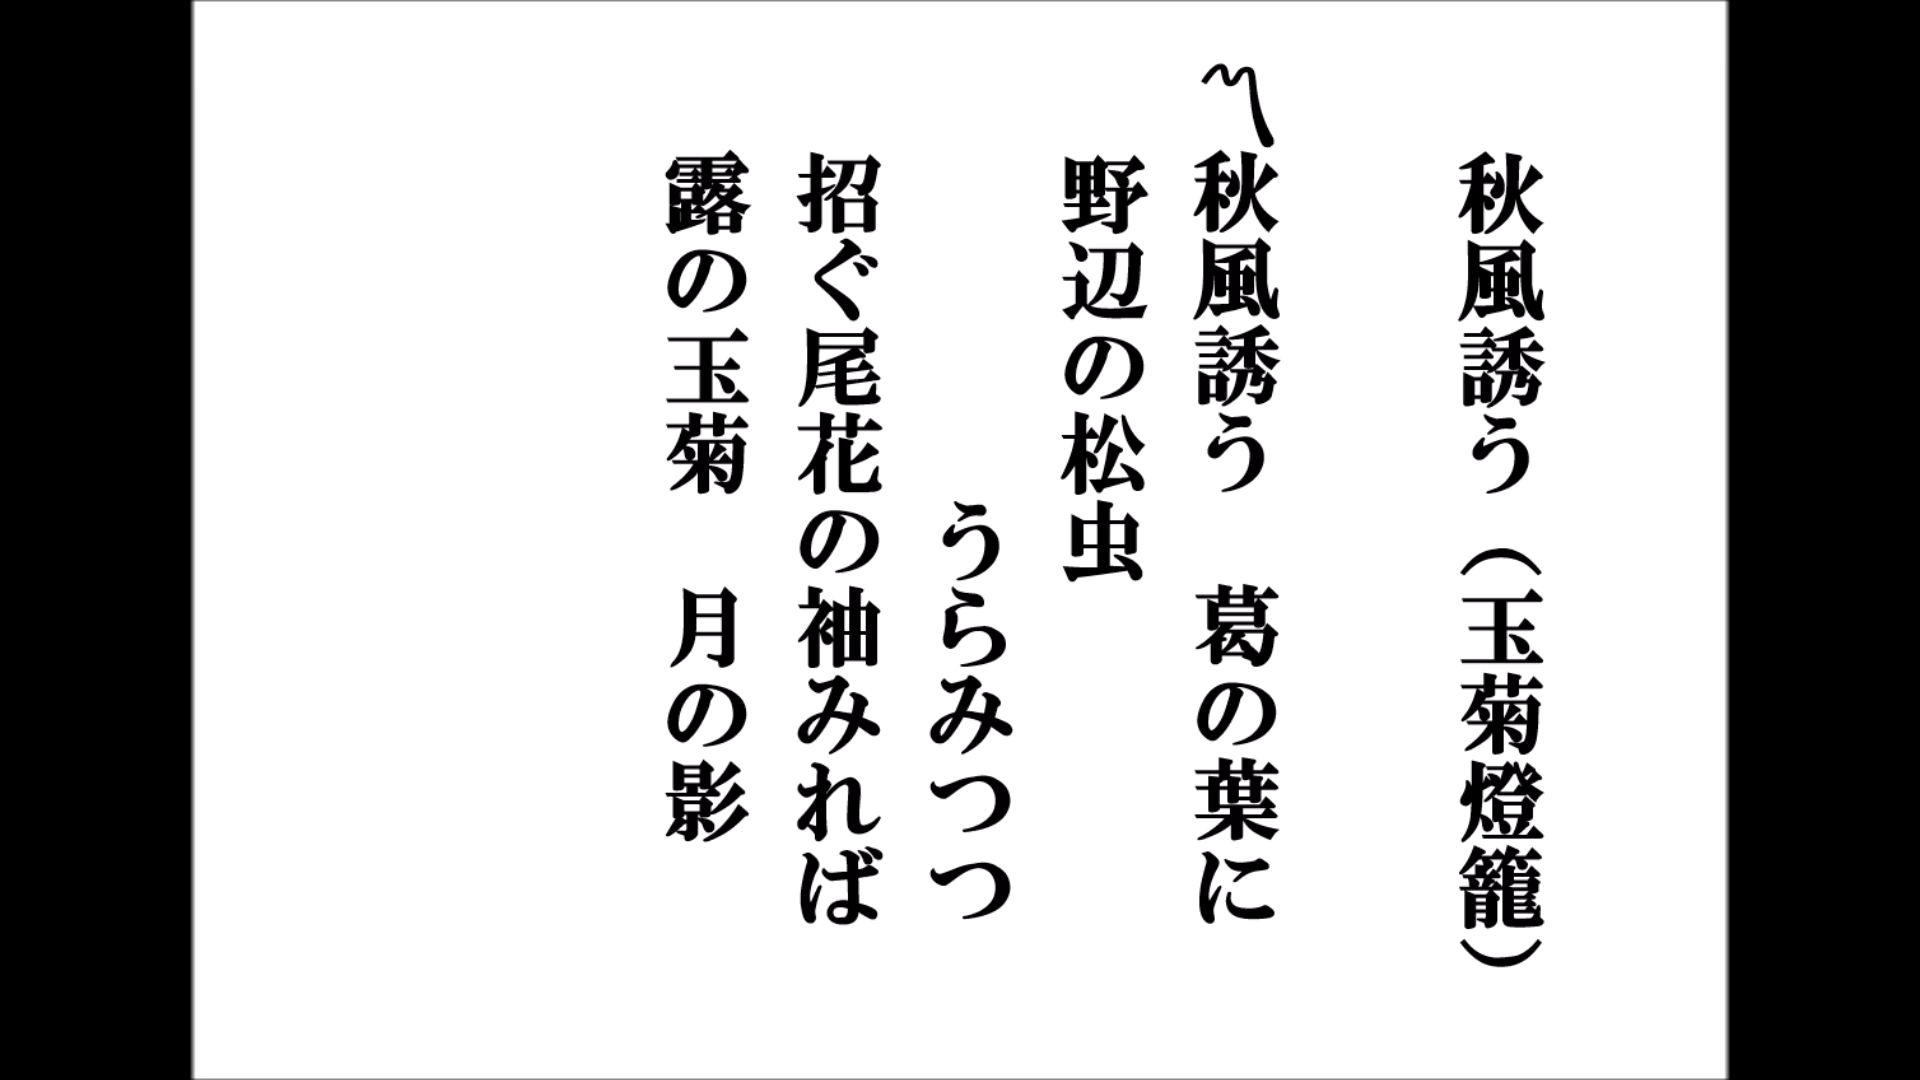 秋風誘う（玉菊燈籠）
〽秋風誘う　葛の葉に
野辺の松虫
うらみつつ
招ぐ尾花の袖みれば
露の玉菊　月の影